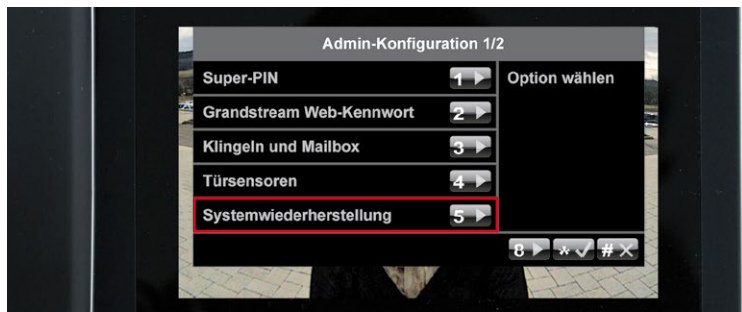 Admin-Konfiguration 1/2
Super-PIN 1
Option wählen
Grandstream Web-Kennwort 2
Klingeln und Mailbox 3
Türsensoren 4
Systemwiederherstellung 5
8 * ✓ # X